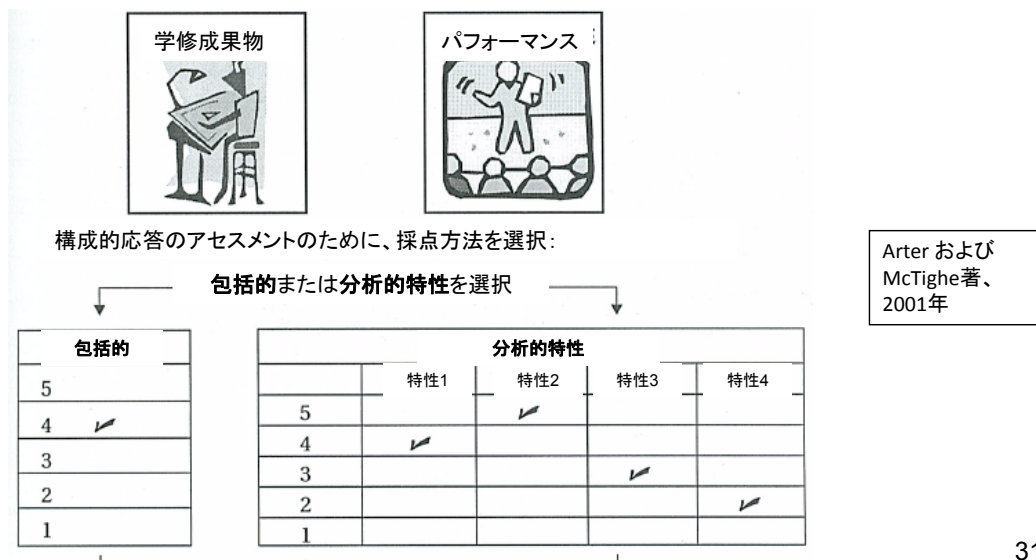 学修成果物
パフォーマンス
構成的応答のアセスメントのために、採点方法を選択：
包括的または分析的特性を選択
Arter および
McTighe著、
2001年
包括的
5
4
3
2
1
分析的特性
特性1 特性2 特性3 特性4
5
4
3
2
1
31